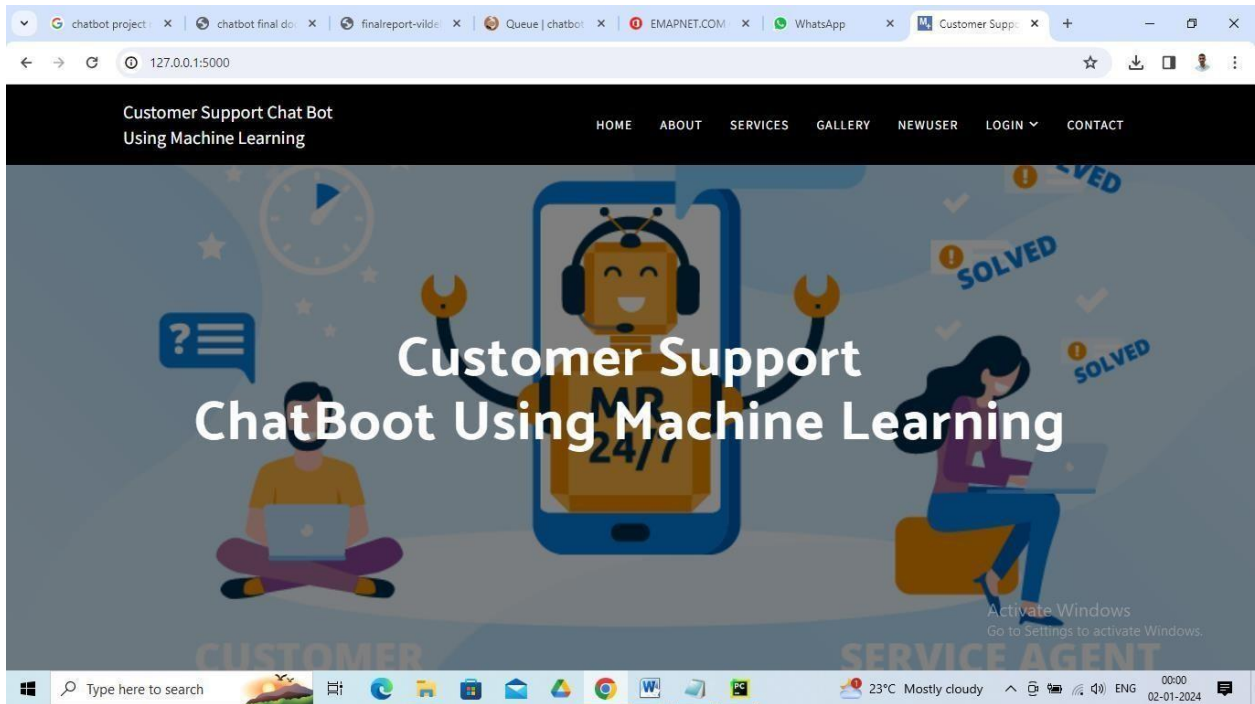 chatbot project
chatbot final do
finalreport-vilde
Queue | chatbot
EMAPNET.COM
WhatsApp
Customer Supp
127.0.0.1:5000
Customer Support Chat Bot
Using Machine Learning
HOME ABOUT SERVICES GALLERY NEWUSER LOGIN CONTACT
SOLVED
SOLVED
?
Customer Support
ChatBoot Using Machine Learning
24/7
Activate Windows
Go to Settings to activate Windows.
CUSTOMER
SERVICE AGENT
Type here to search
23°C Mostly cloudy
ENG
00:00
02-01-2024